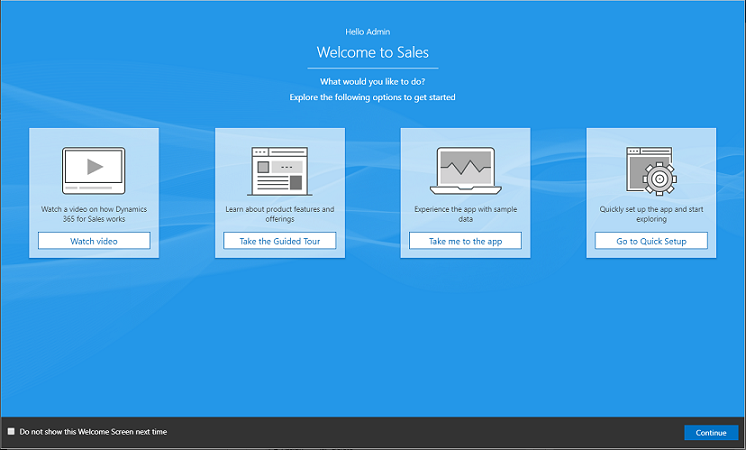 Hello Admin
Welcome to Sales
What would you like to do?
Explore the following options to get started
Watch a video on how Dynamics
365 for Sales works
Watch video
Learn about product features and
offerings
Take the Guided Tour
Experience the app with sample
data
Take me to the app
Quickly set up the app and start
exploring
Go to Quick Setup
Do not show this Welcome Screen next time
Continue